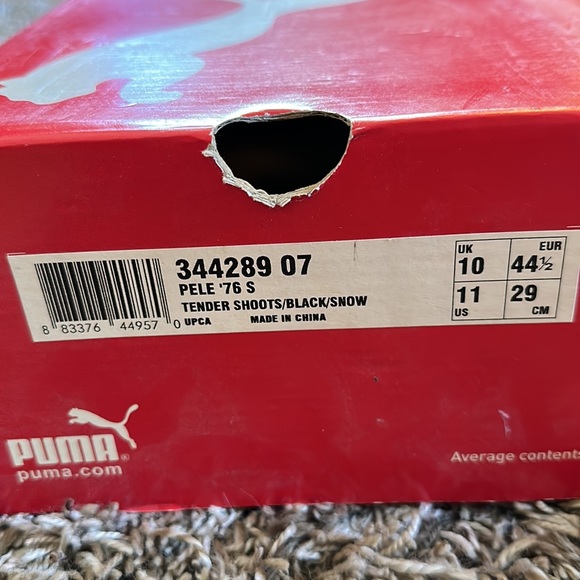 344289 07
PELE '76 S
TENDER SHOOTS/BLACK/SNOW
8 83376 44957 0 UPCA MADE IN CHINA
UK EUR
10 44½
11 29
US CM
PUMA®
puma.com
Average contents